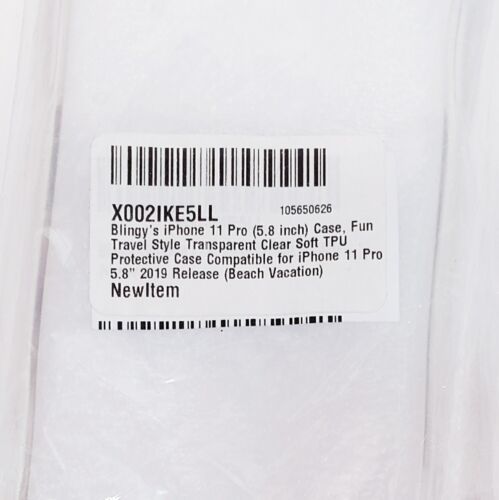 X002IKE5LL 105650626
Blingy's iPhone 11 Pro (5.8 inch) Case, Fun
Travel Style Transparent Clear Soft TPU
Protective Case Compatible for iPhone 11 Pro
5.8” 2019 Release (Beach Vacation)
NewItem